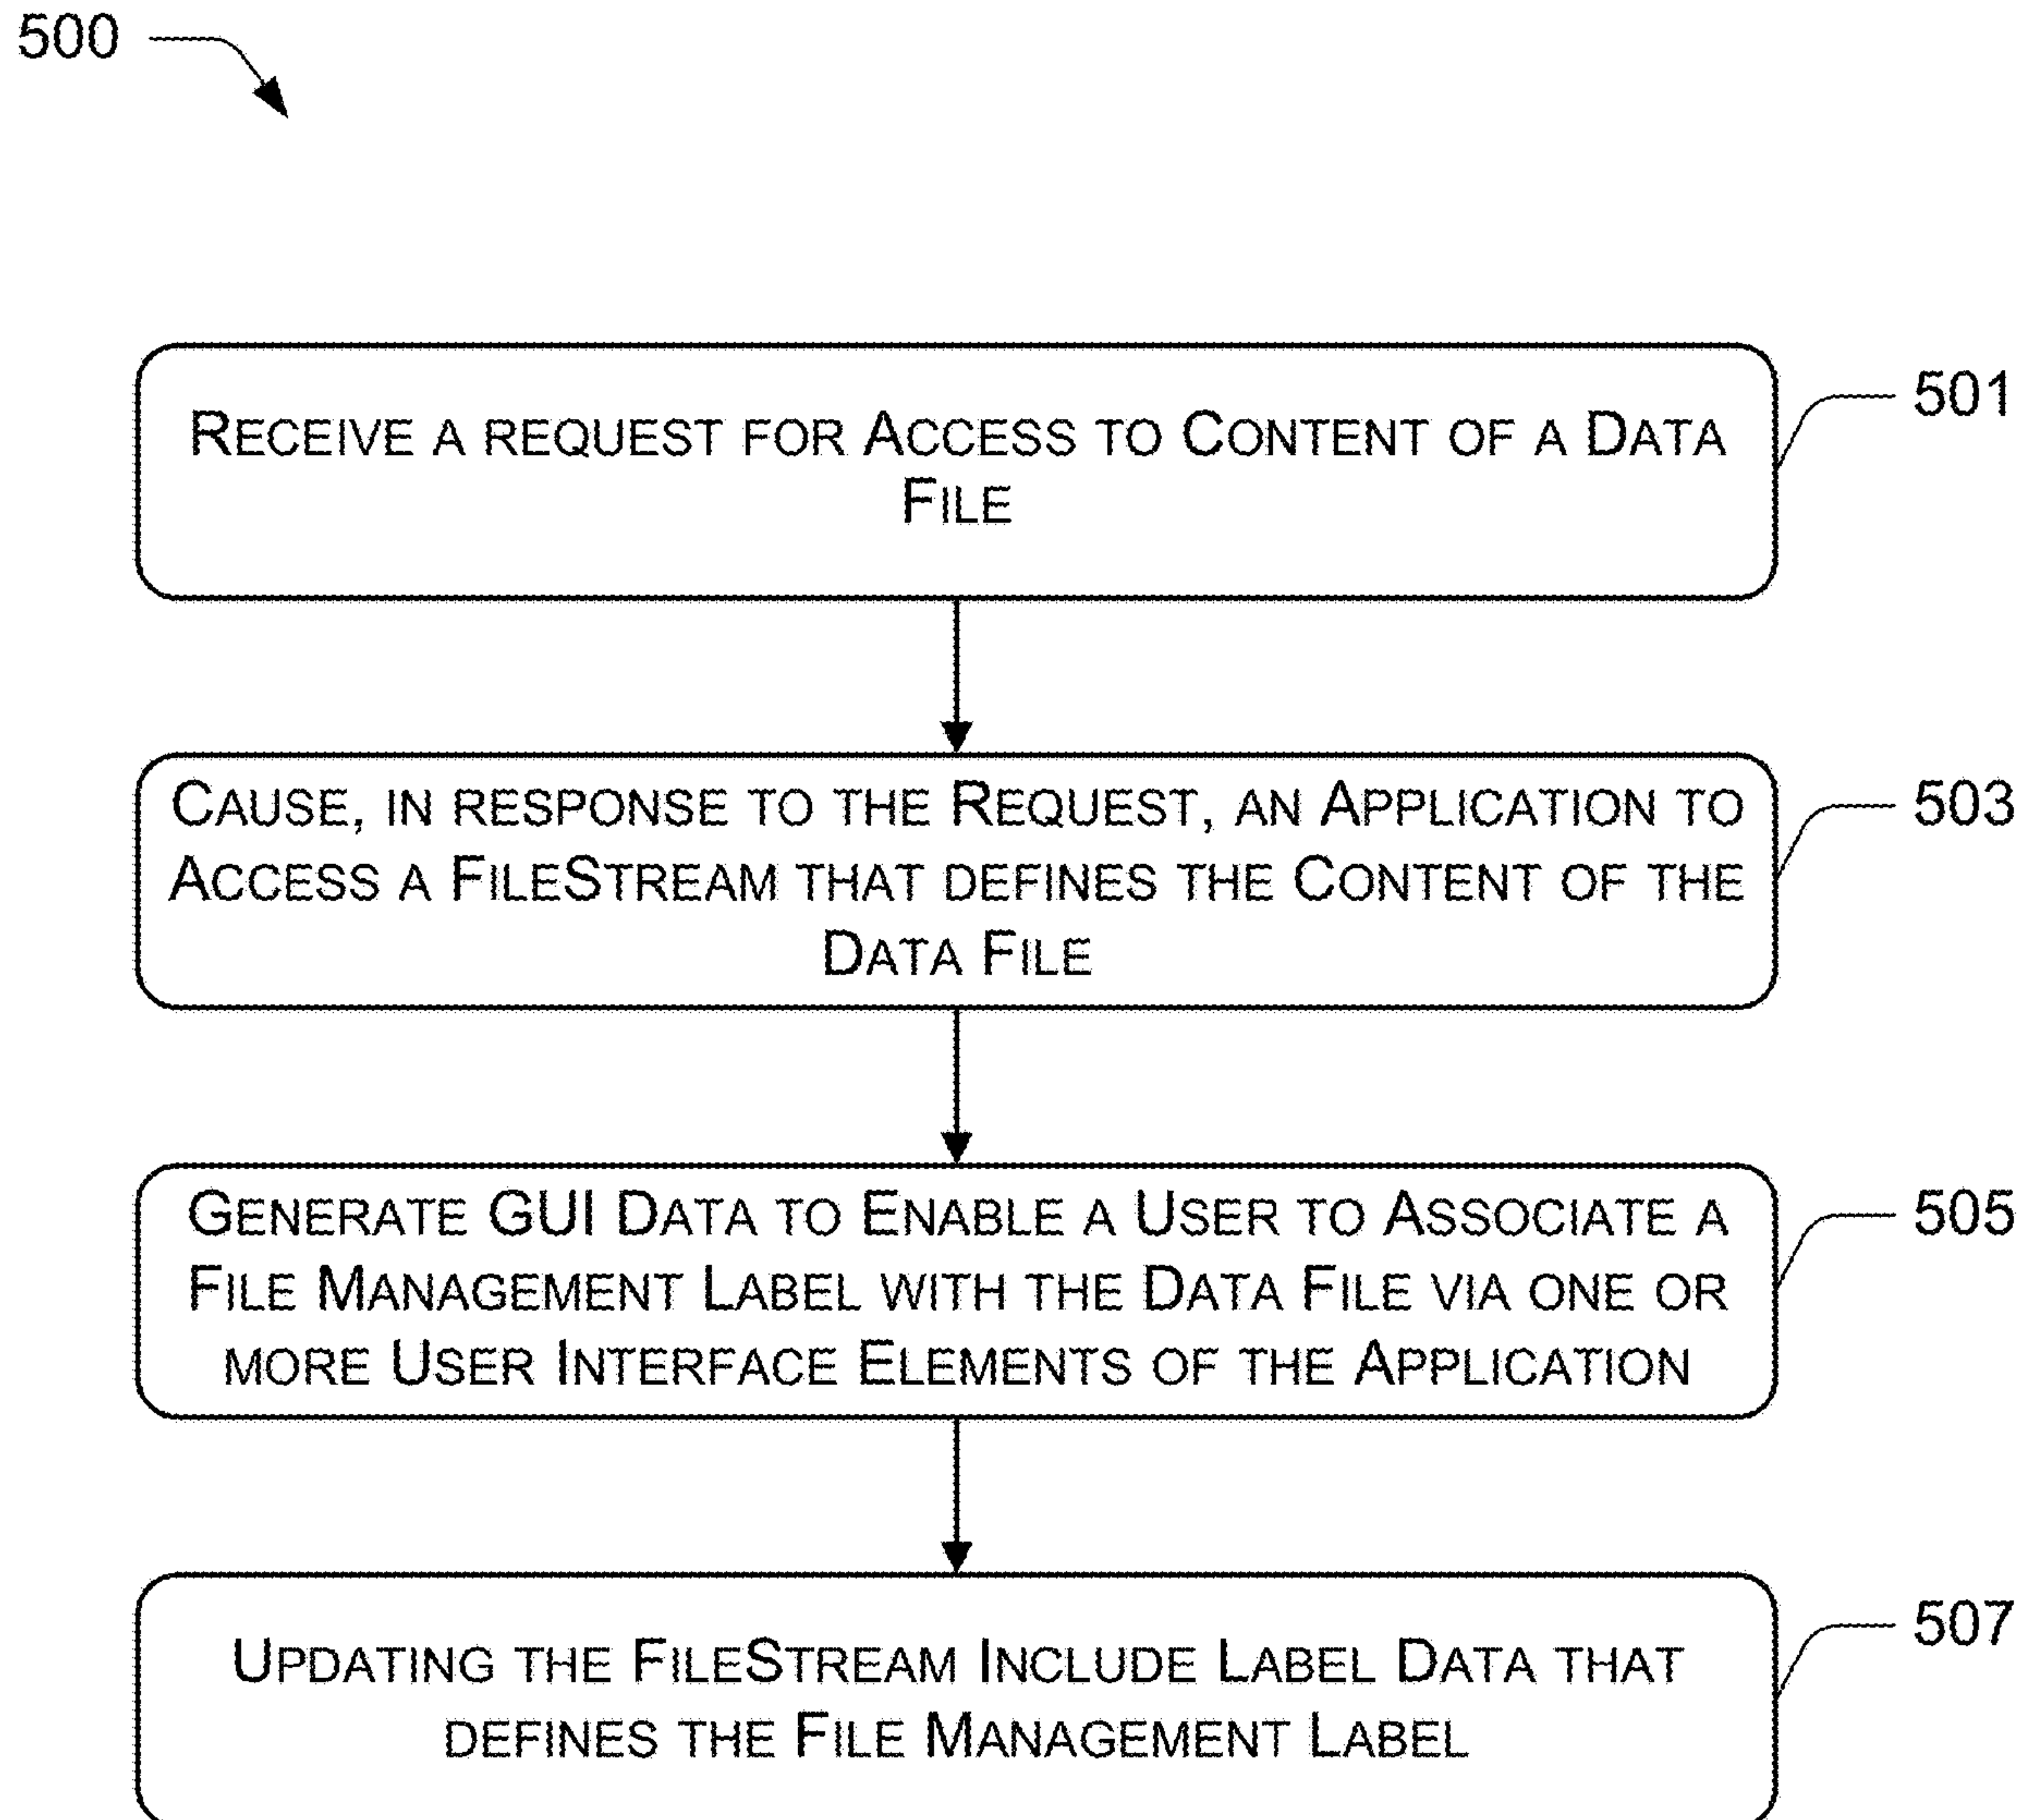 500
RECEIVE A REQUEST FOR ACCESS TO CONTENT OF A DATA
FILE
501
CAUSE, IN RESPONSE TO THE REQUEST, AN APPLICATION TO
ACCESS A FILESTREAM THAT DEFINES THE CONTENT OF THE
DATA FILE
503
GENERATE GUI DATA TO ENABLE A USER TO ASSOCIATE A
FILE MANAGEMENT LABEL WITH THE DATA FILE VIA ONE OR
MORE USER INTERFACE ELEMENTS OF THE APPLICATION
505
UPDATING THE FILESTREAM INCLUDE LABEL DATA THAT
DEFINES THE FILE MANAGEMENT LABEL
507